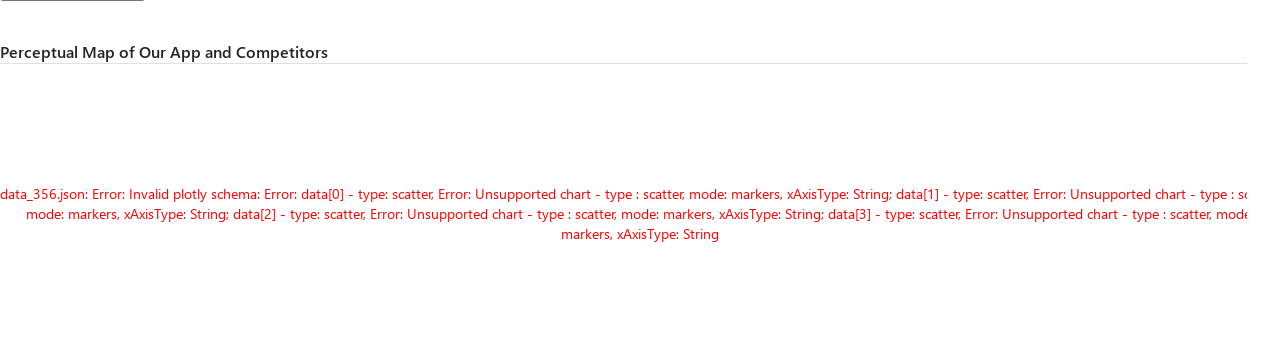 Perceptual Map of Our App and Competitors
data_356.json: Error: Invalid plotly schema: Error: data[0] - type: scatter, Error: Unsupported chart - type : scatter, mode: markers, xAxisType: String; data[1] - type: scatter, Error: Unsupported chart - type : sc
mode: markers, xAxisType: String; data[2] - type: scatter, Error: Unsupported chart - type : scatter, mode: markers, xAxisType: String; data[3] - type: scatter, Error: Unsupported chart - type : scatter, mode
markers, xAxisType: String